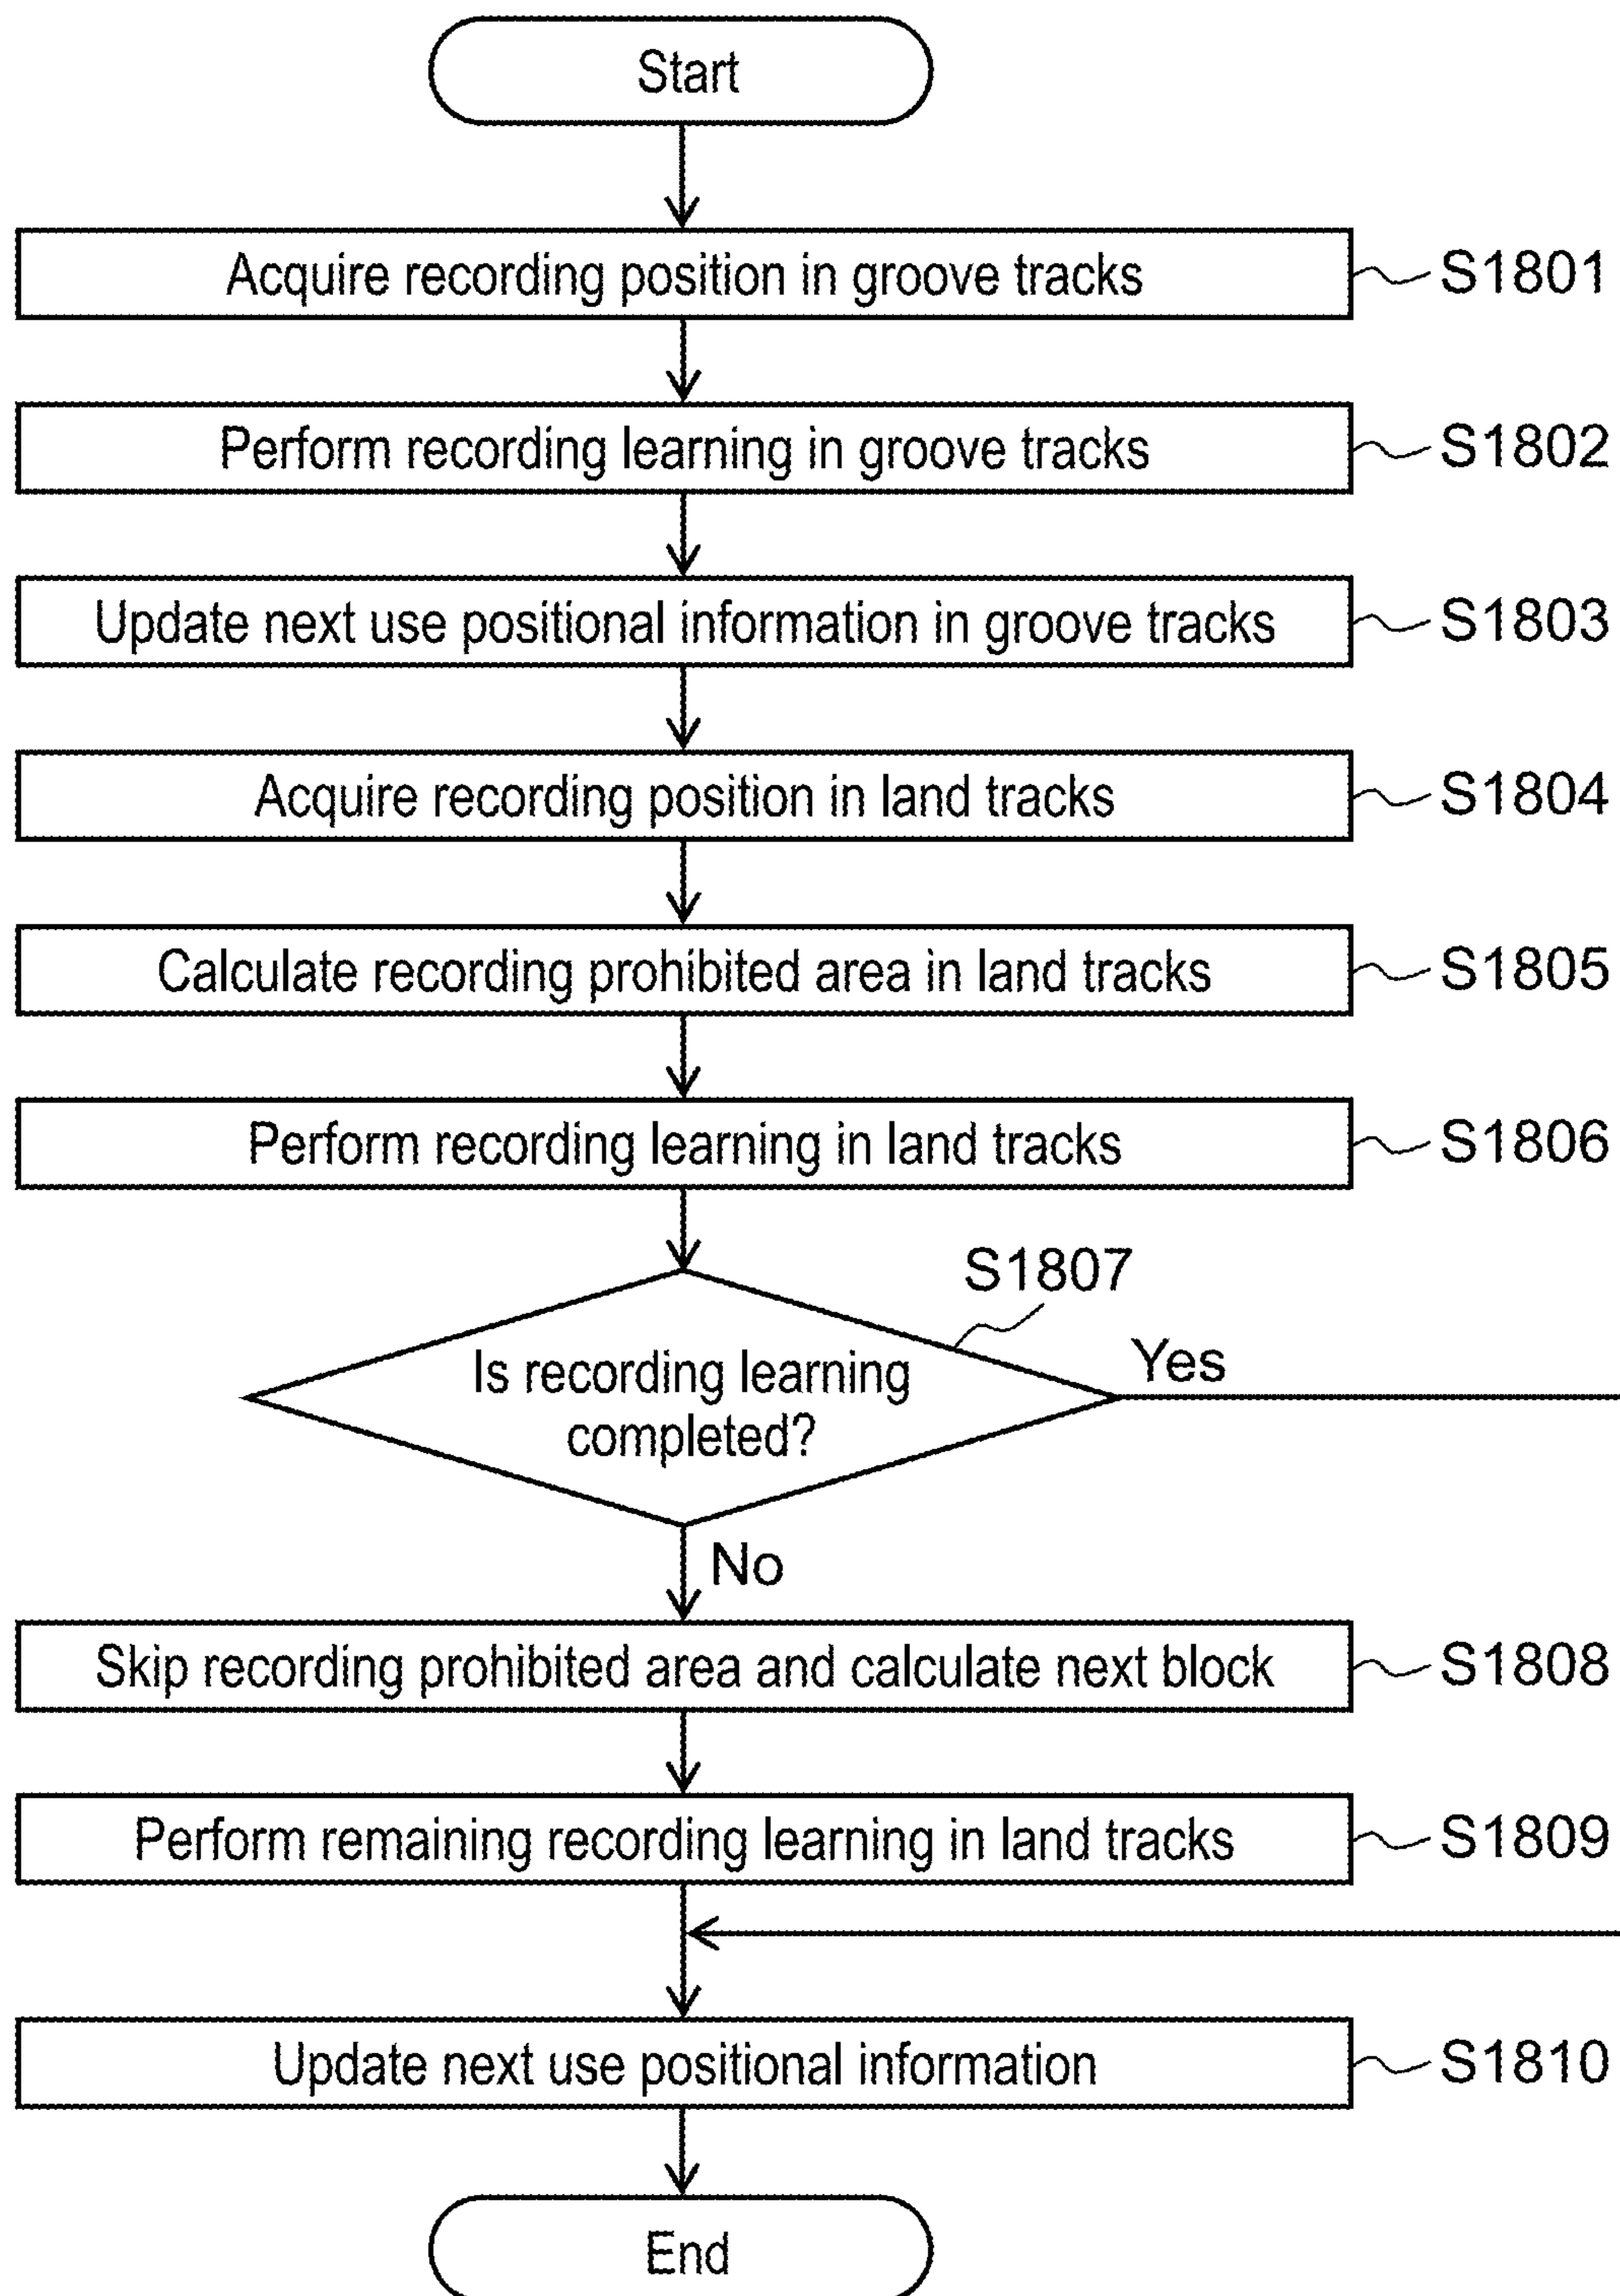 Start
Acquire recording position in groove tracks
S1801
Perform recording learning in groove tracks
S1802
Update next use positional information in groove tracks
S1803
Acquire recording position in land tracks
S1804
Calculate recording prohibited area in land tracks
S1805
Perform recording learning in land tracks
S1806
S1807
Is recording learning
completed?
Yes
No
Skip recording prohibited area and calculate next block
S1808
Perform remaining recording learning in land tracks
S1809
Update next use positional information
S1810
End